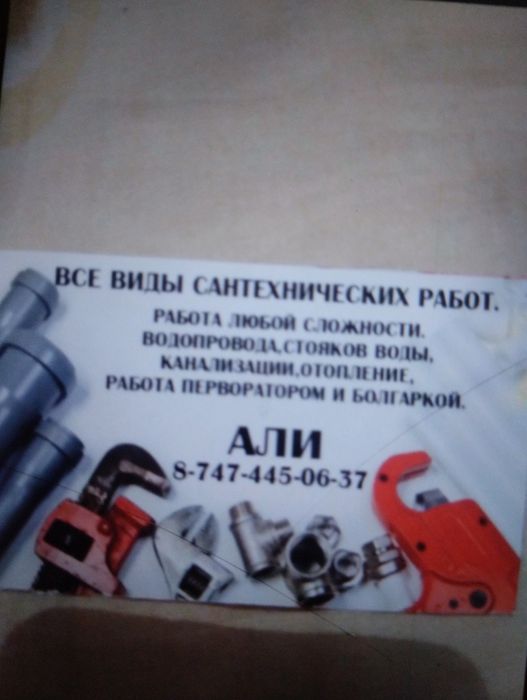 ВСЕ ВИДЫ САНТЕХНИЧЕСКИХ РАБОТ.
РАБОТА ЛЮБОЙ СЛОЖНОСТИ.
ВОДОПРОВОДА,СТОЯКОВ ВОДЫ,
КАНАЛИЗАЦИИ,ОТОПЛЕНИЕ,
РАБОТА ПЕРВОРАТОРОМ И БОЛГАРКОЙ.
АЛИ
8-747-445-06-37